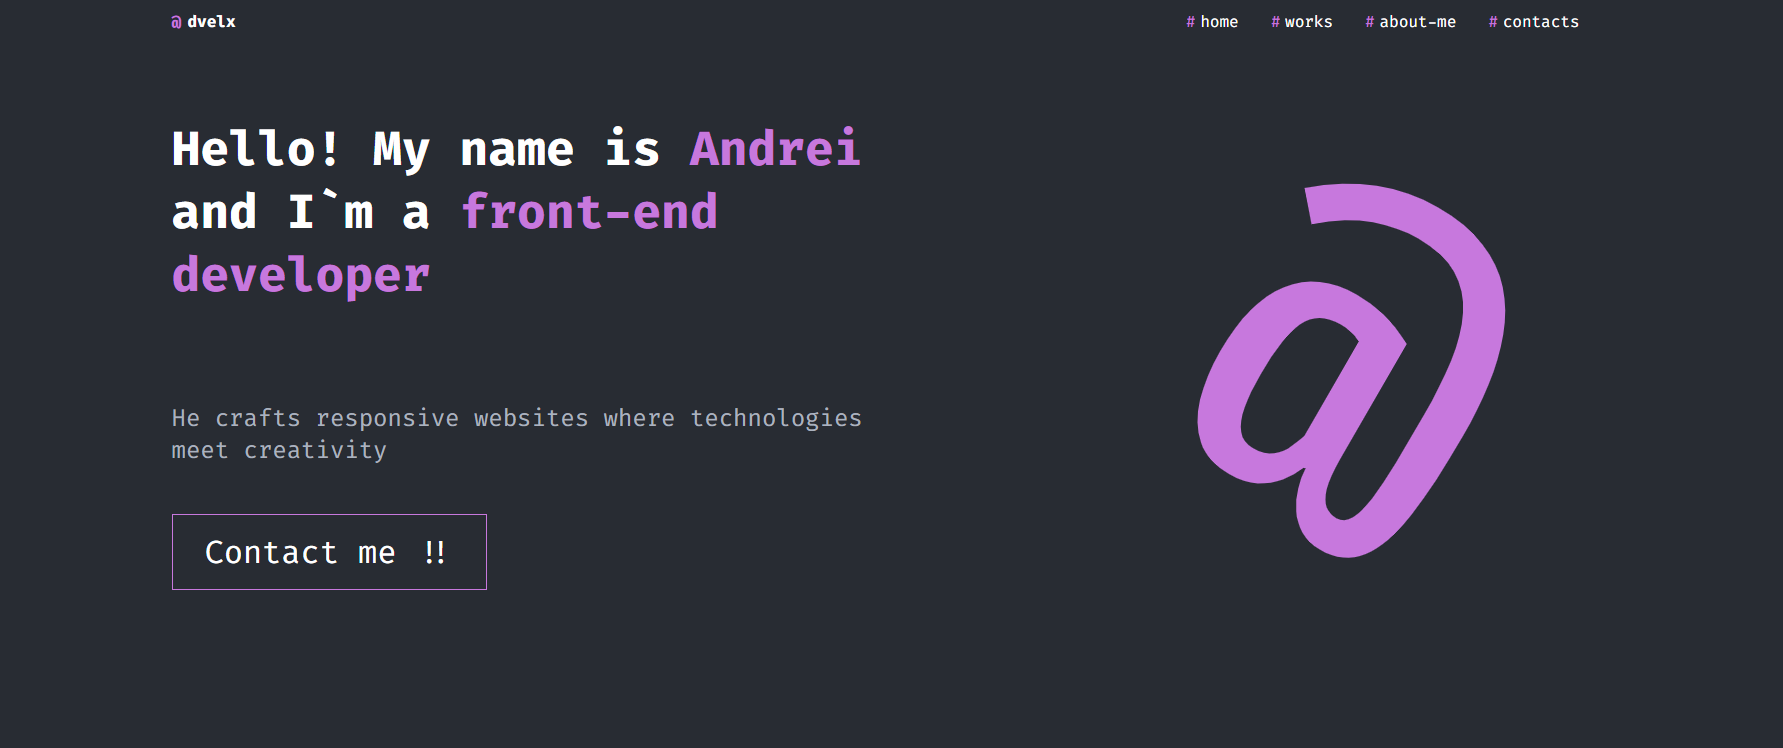 @ dvelx
# home # works # about-me # contacts
Hello! My name is Andrei
and I`m a front-end
developer
@
He crafts responsive websites where technologies
meet creativity
Contact me !!